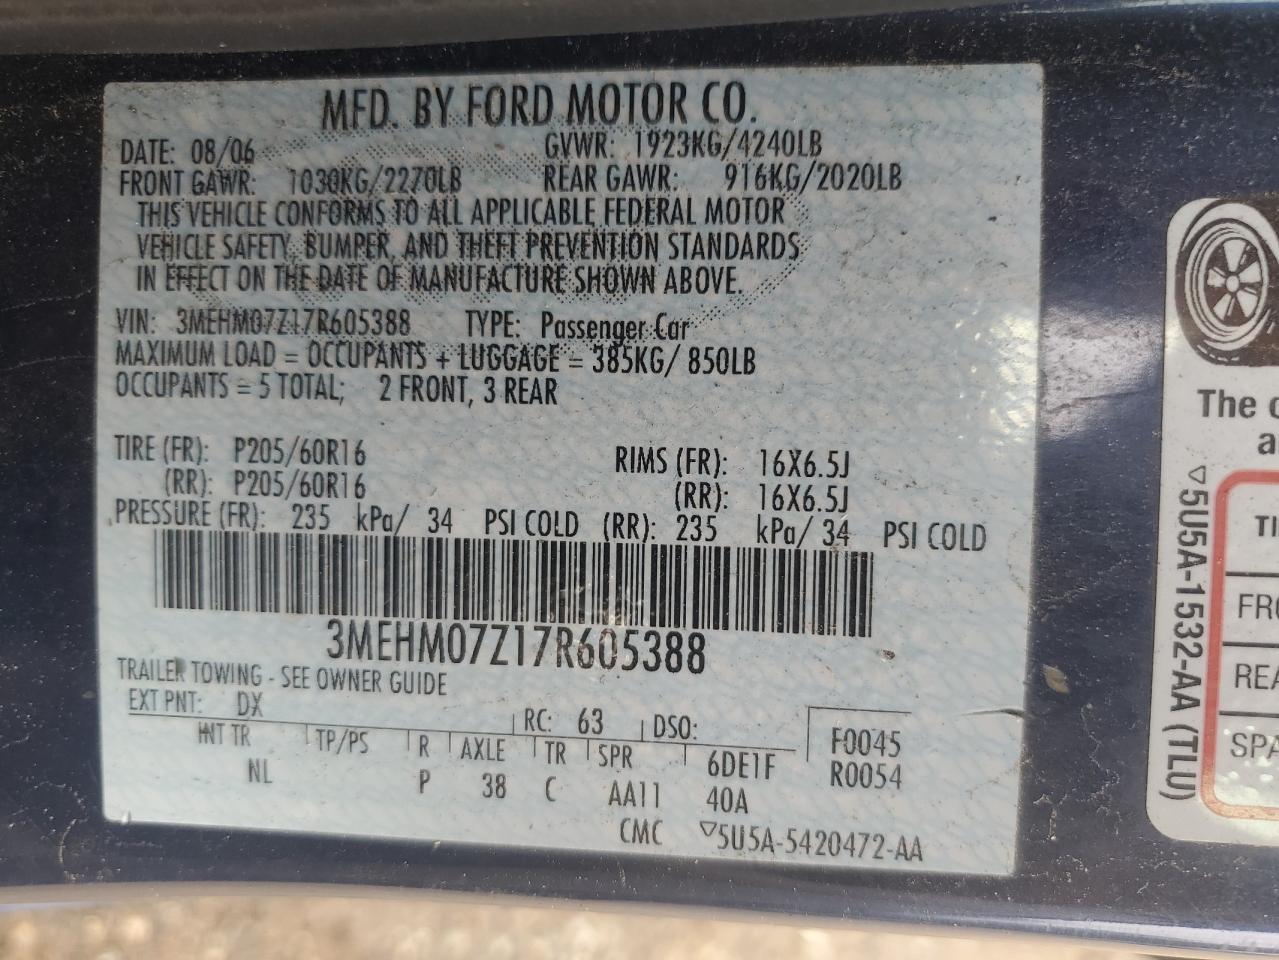 MFD. BY FORD MOTOR CO.
DATE: 08/06 GVWR: 1923KG/4240LB
FRONT GAWR: 1030KG/2270LB REAR GAWR: 916KG/2020LB
THIS VEHICLE CONFORMS TO ALL APPLICABLE FEDERAL MOTOR
VEHICLE SAFETY, BUMPER, AND THEFT PREVENTION STANDARDS
IN EFFECT ON THE DATE OF MANUFACTURE SHOWN ABOVE.
VIN: 3MEHM07Z17R605388 TYPE: Passenger Car
MAXIMUM LOAD = OCCUPANTS + LUGGAGE = 385KG/ 850LB
OCCUPANTS = 5 TOTAL; 2 FRONT, 3 REAR
TIRE (FR): P205/60R16 RIMS (FR): 16X6.5J
(RR): P205/60R16 (RR): 16X6.5J
PRESSURE (FR): 235 kPa/ 34 PSI COLD (RR): 235 kPa/ 34 PSI COLD
3MEHM07Z17R605388
TRAILER TOWING - SEE OWNER GUIDE
EXT PNT: DX RC: 63 DSO:
INT TR TP/PS R AXLE TR SPR 6DE1F F0045
NL P 38 C AA11 40A R0054
CMC ▽5U5A-5420472-AA
The
▽5U5A-1532-AA (TLU)